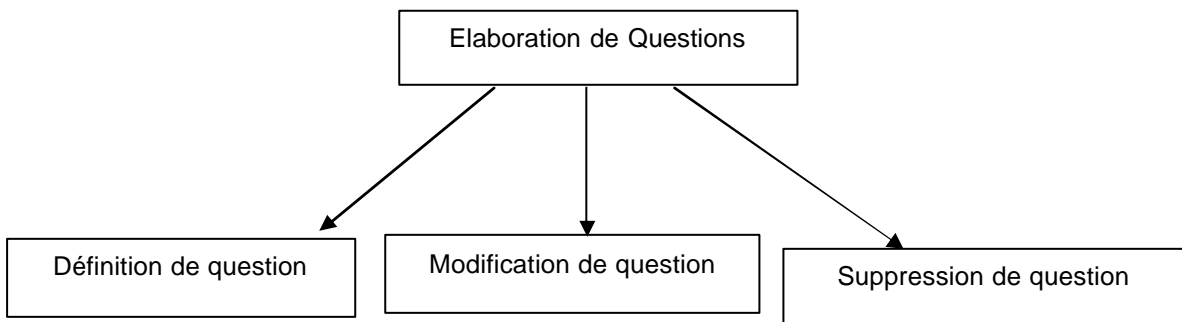 Elaboration de Questions
Définition de question
Modification de question
Suppression de question